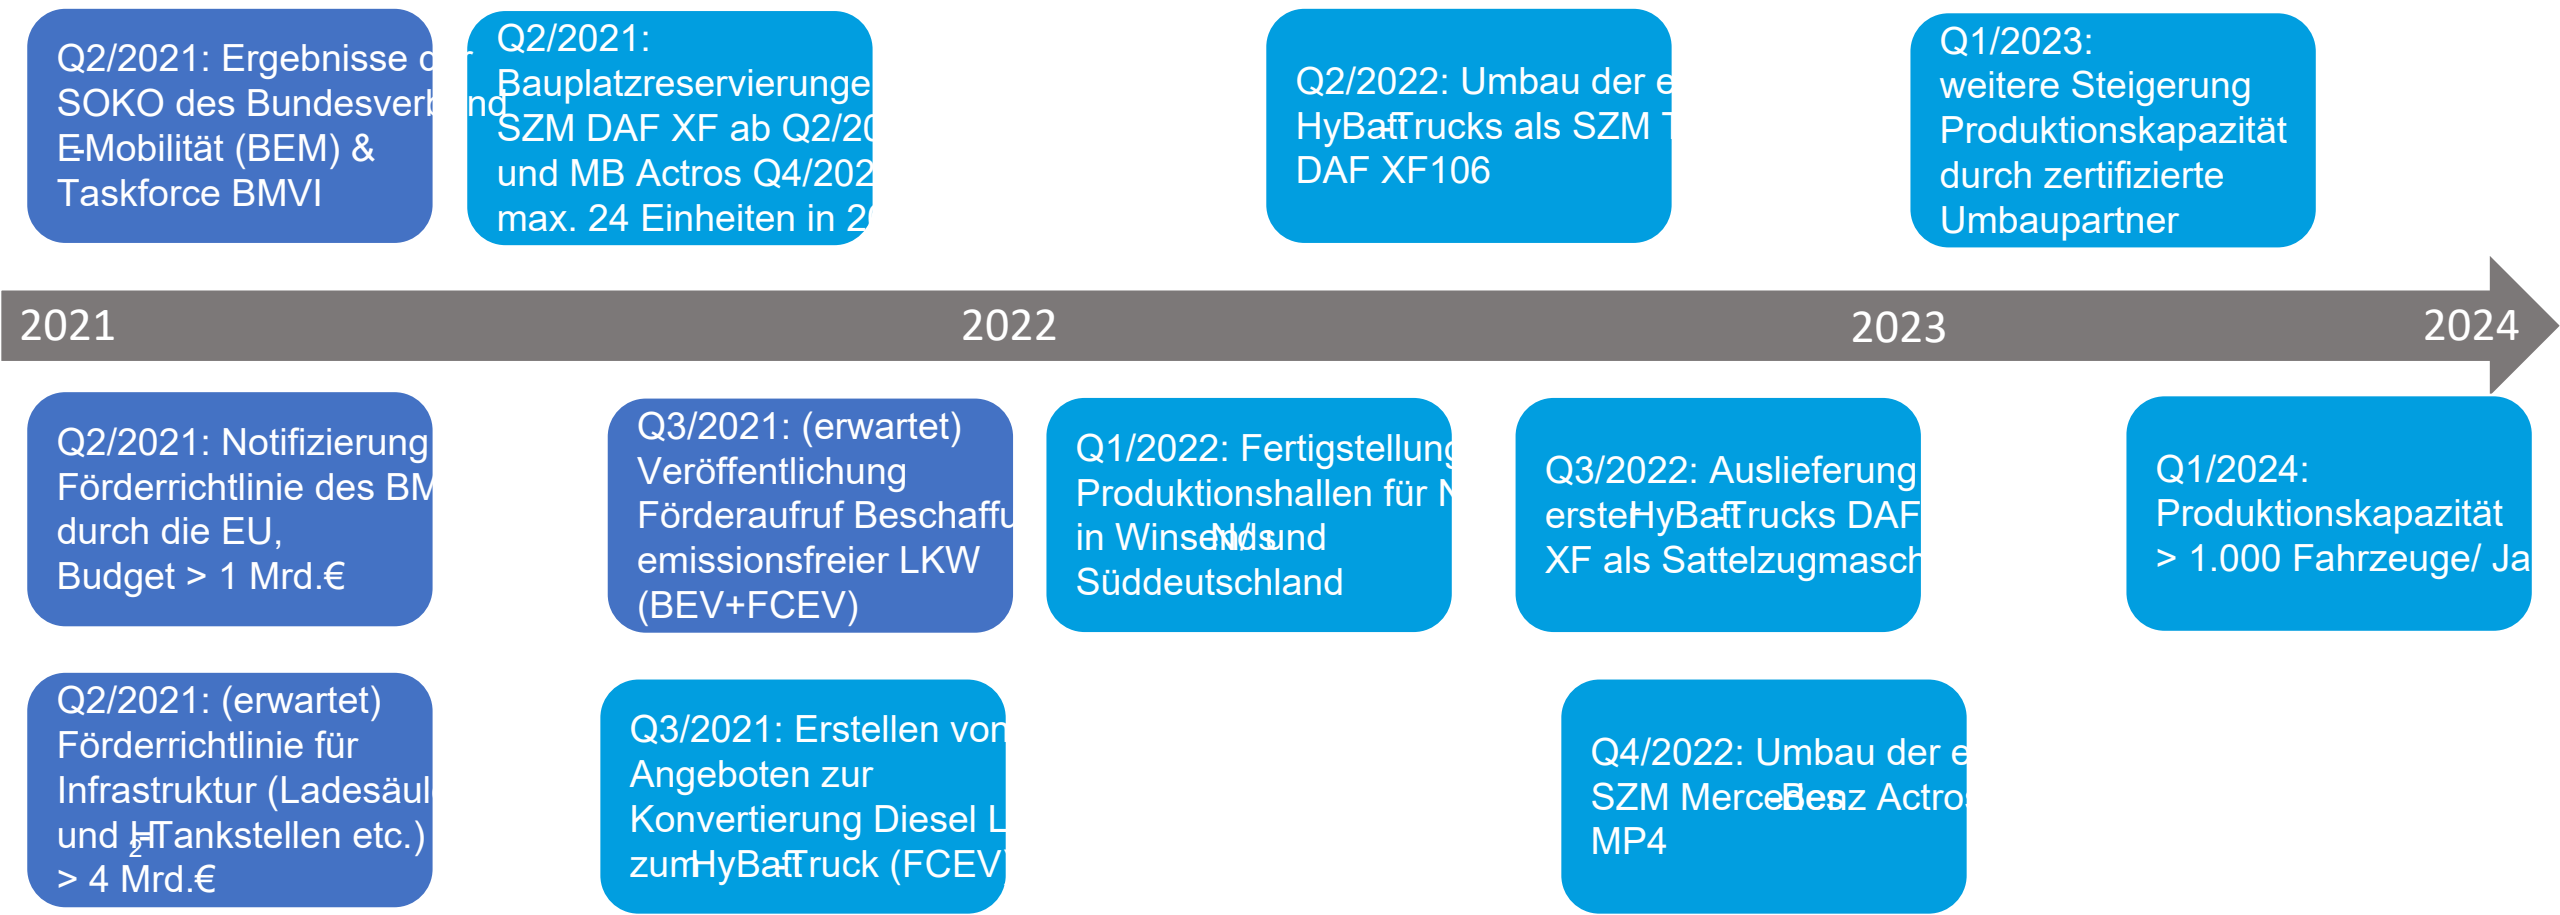 Q2/2021: Ergebnisse der
SOKO des Bundesverband
E-Mobilität (BEM) &
Taskforce BMVI
Q2/2021:
Bauplatzreservierunge
SZM DAF XF ab Q2/20
und MB Actros Q4/202
max. 24 Einheiten in 20
Q2/2022: Umbau der e
HyBatt-Trucks als SZM T
DAF XF106
Q1/2023:
weitere Steigerung
Produktionskapazität
durch zertifizierte
Umbaupartner
2021 2022 2023 2024
Q2/2021: Notifizierung
Förderrichtlinie des BM
durch die EU,
Budget > 1 Mrd.€
Q3/2021: (erwartet)
Veröffentlichung
Förderaufruf Beschaffu
emissionsfreier LKW
(BEV+FCEV)
Q1/2022: Fertigstellung
Produktionshallen für N
in Winsen/ Nds und
Süddeutschland
Q3/2022: Auslieferung
erster HyBatt-Trucks DAF
XF als Sattelzugmasch
Q1/2024:
Produktionskapazität
> 1.000 Fahrzeuge/ Ja
Q2/2021: (erwartet)
Förderrichtlinie für
Infrastruktur (Ladesäul
und H2-Tankstellen etc.)
> 4 Mrd.€
Q3/2021: Erstellen von
Angeboten zur
Konvertierung Diesel L
zum HyBatt-Truck (FCEV)
Q4/2022: Umbau der e
SZM Mercedes-Benz Actros
MP4